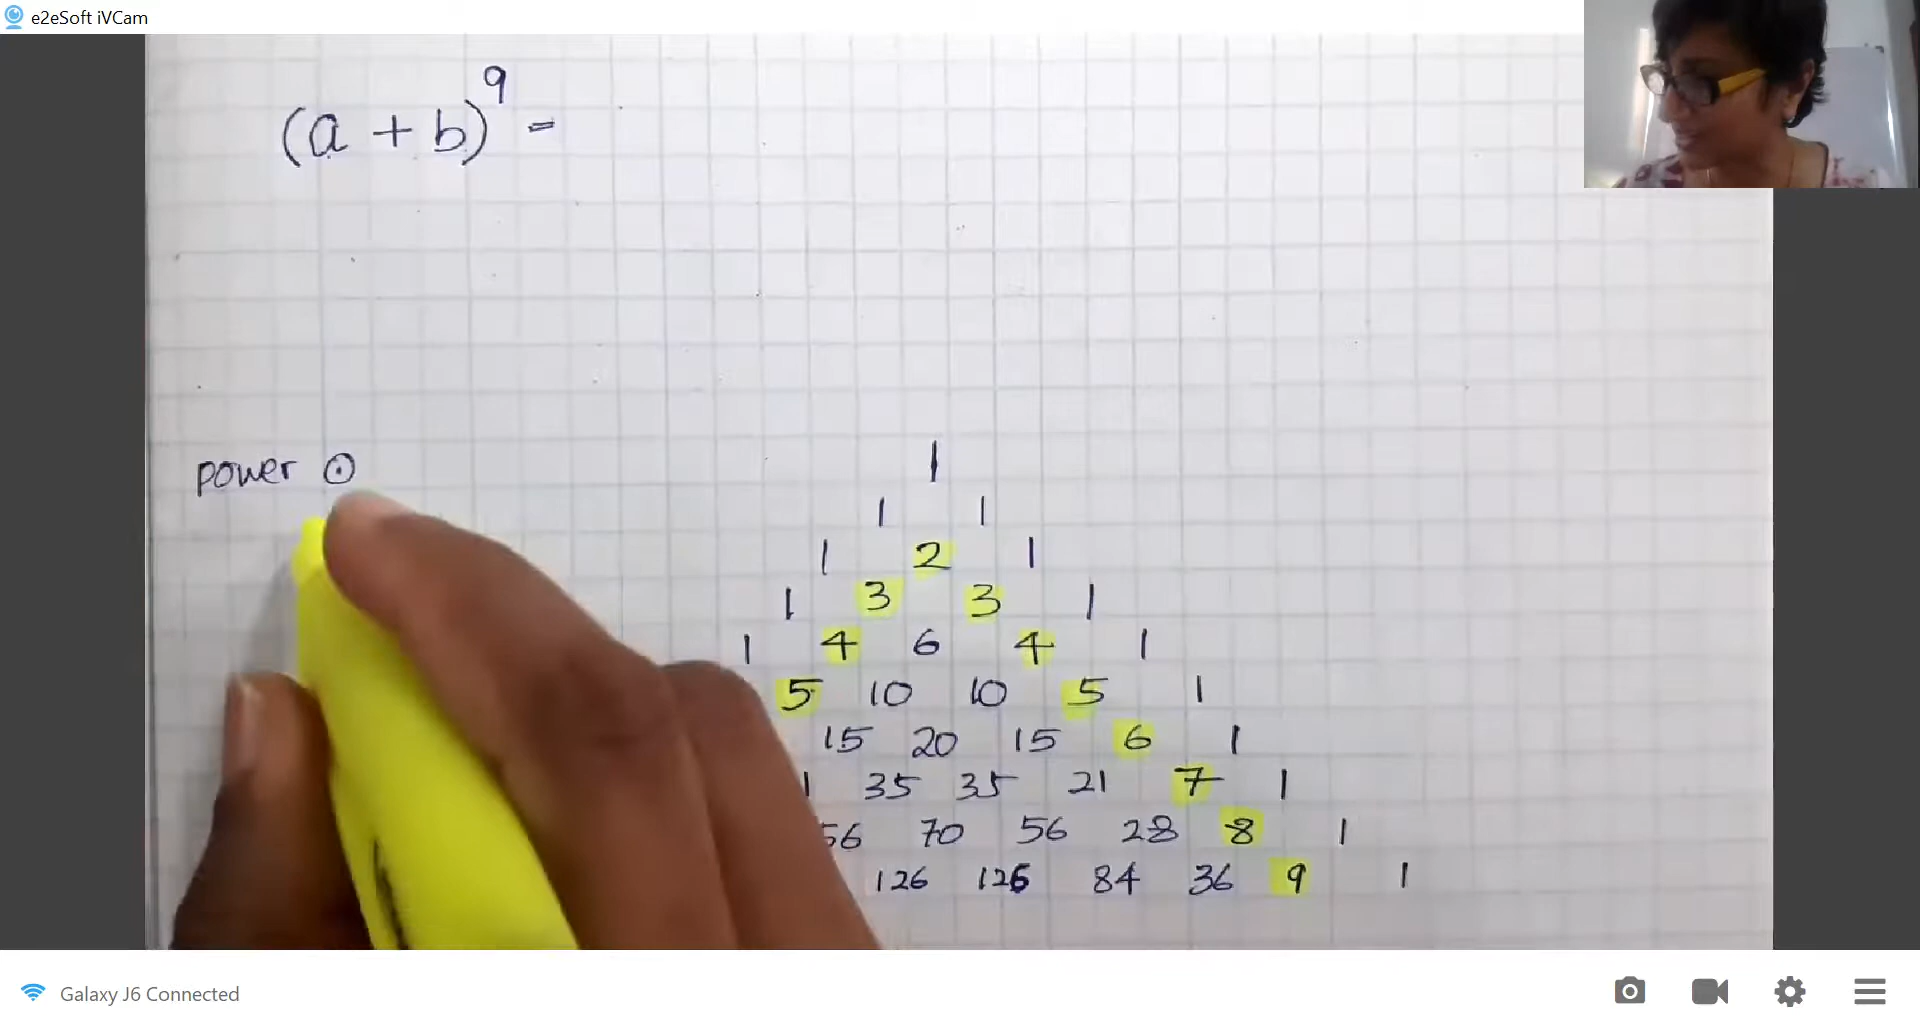 e2eSoft iVCam
(a + b)⁹ =
power 0
1
1 1
1 2 1
1 3 3 1
1 4 6 4 1
5 10 10 5 1
15 20 15 6 1
1 35 35 21 7 1
56 70 56 28 8 1
126 126 84 36 9 1
Galaxy J6 Connected